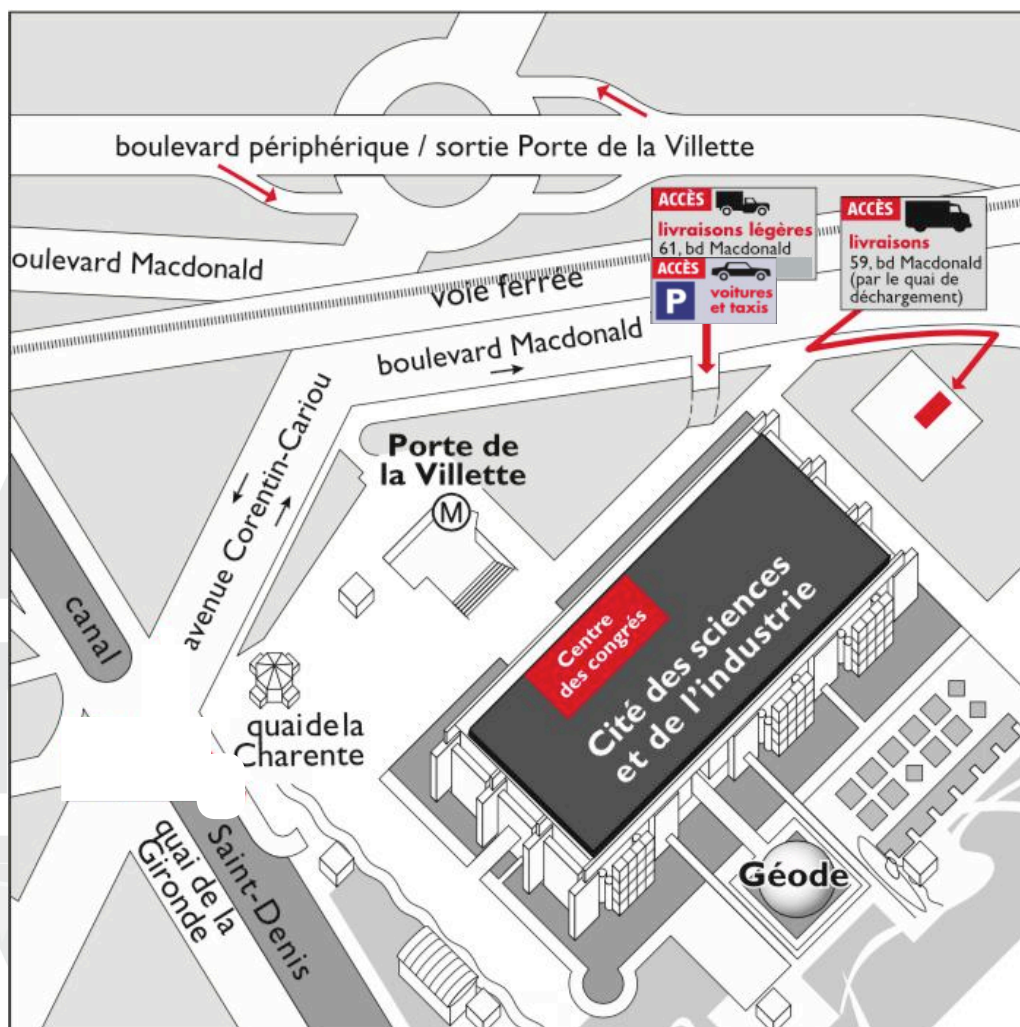 boulevard périphérique / sortie Porte de la Villette
ACCÈS
livraisons légères
61, bd Macdonald
ACCÈS
P
voitures
et taxis
ACCÈS
livraisons
59, bd Macdonald
(par le quai de
déchargement)
oulevard Macdonald
voie ferrée
boulevard Macdonald
avenue Corentin-Cariou
Porte de
la Villette
M
canal
Centre
des congrés
Cité des sciences
et de l'industrie
quai de la
Charente
quai de la
Gironde
Saint-Denis
Géode